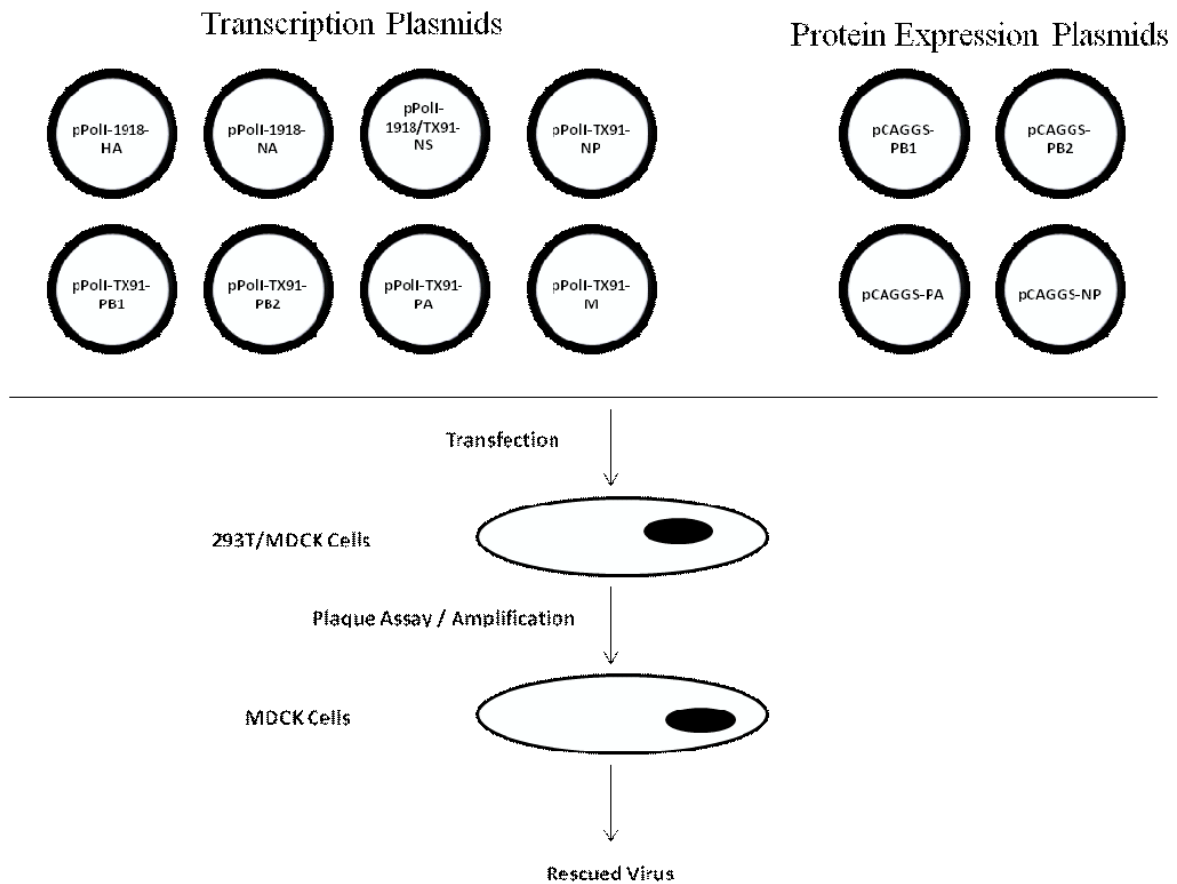 Transcription Plasmids
Protein Expression Plasmids
pPolI-1918-
HA
pPolI-1918-
NA
pPolI-
1918/TX91-
NS
pPolI-TX91-
NP
pCAGGS-
PB1
pCAGGS-
PB2
pPolI-TX91-
PB1
pPolI-TX91-
PB2
pPolI-TX91-
PA
pPolI-TX91-
M
pCAGGS-PA
pCAGGS-NP
Transfection
293T/MDCK Cells
Plaque Assay / Amplification
MDCK Cells
Rescued Virus